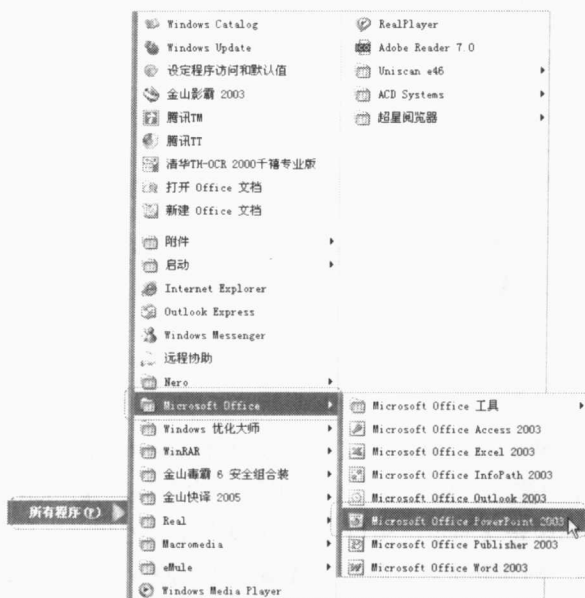 Windows Catalog
Windows Update
设定程序访问和默认值
金山影霸 2003
腾讯TM
腾讯TT
清华TH-OCR 2000千禧专业版
打开 Office 文档
新建 Office 文档
附件
启动
Internet Explorer
Outlook Express
Windows Messenger
远程协助
Nero
Microsoft Office
Windows 优化大师
WinRAR
金山毒霸 6 安全组合装
金山快译 2005
Real
Macromedia
eMule
Windows Media Player
RealPlayer
Adobe Reader 7.0
Uniscan e46
ACD Systems
超星阅览器
Microsoft Office 工具
Microsoft Office Access 2003
Microsoft Office Excel 2003
Microsoft Office InfoPath 2003
Microsoft Office Outlook 2003
Microsoft Office PowerPoint 2003
Microsoft Office Publisher 2003
Microsoft Office Word 2003
所有程序(P)